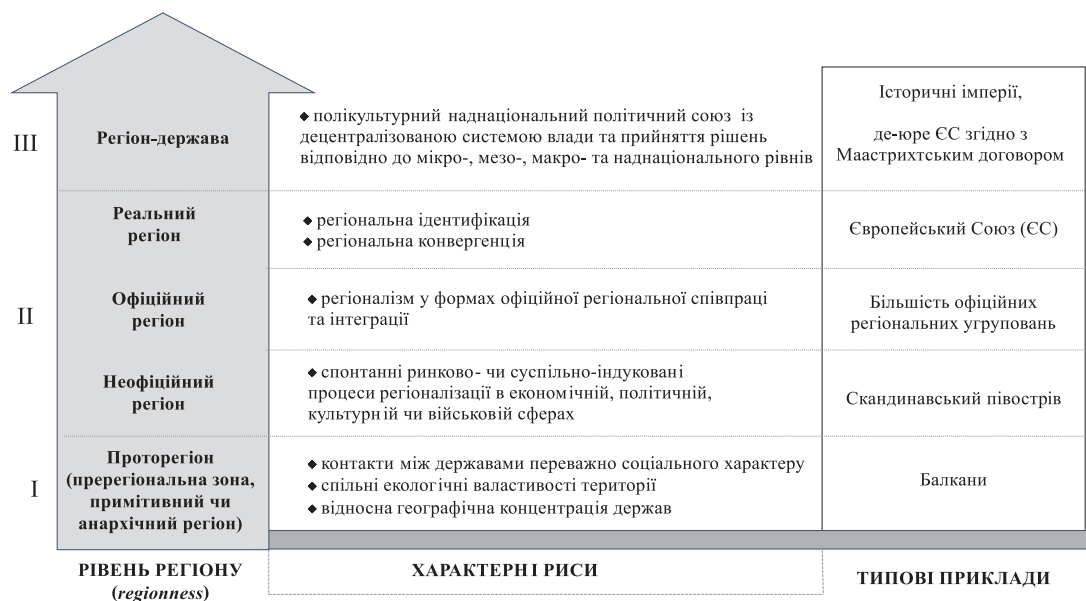 III
Регіон-держава
◆ полікультурний наднаціональний політичний союз із
децентралізованою системою влади та прийняття рішень
відповідно до мікро-, мезо-, макро- та наднаціонального рівнів
Історичні імперії,
де-юре ЄС згідно з
Маастрихтським договором
Реальний
регіон
◆ регіональна ідентифікація
◆ регіональна конвергенція
Європейський Союз (ЄС)
II
Офіційний
регіон
◆ регіоналізм у формах офіційної регіональної співпраці
та інтеграції
Більшість офіційних
регіональних угруповань
Неофіційний
регіон
◆ спонтанні ринково- чи суспільно-індуковані
процеси регіоналізації в економічній, політичній,
культурній чи військовій сферах
Скандинавський півострів
I
Проторегіон
(пререгіональна зона,
примітивний чи
анархічний регіон)
◆ контакти між державами переважно соціального характеру
◆ спільні екологічні валастивості території
◆ відносна географічна концентрація держав
Балкани
РІВЕНЬ РЕГІОНУ
(regionness)
ХАРАКТЕРНІ РИСИ
ТИПОВІ ПРИКЛАДИ